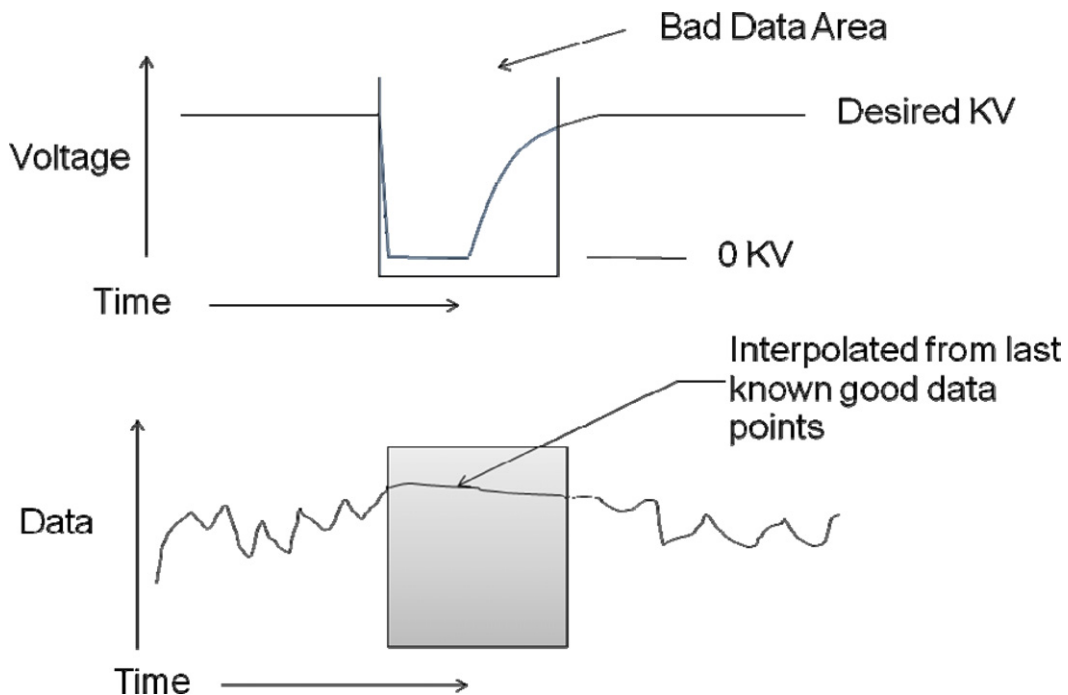 Bad Data Area
Desired KV
Voltage
0 KV
Time
Interpolated from last
known good data
points
Data
Time